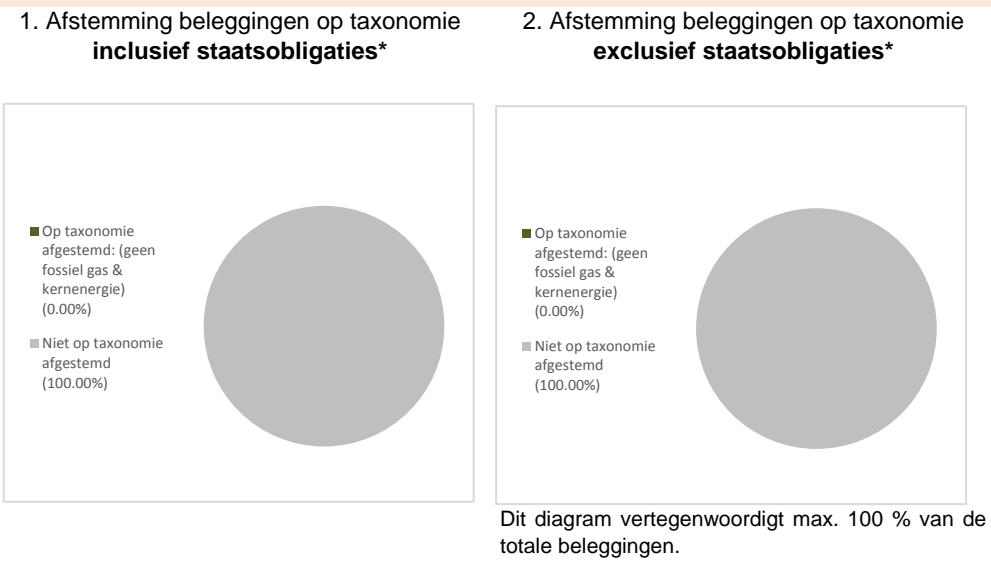 1. Afstemming beleggingen op taxonomie
inclusief staatsobligaties*
2. Afstemming beleggingen op taxonomie
exclusief staatsobligaties*
Op taxonomie
afgestemd: (geen
fossiel gas &
kernenergie)
(0.00%)
Niet op taxonomie
afgestemd
(100.00%)
Op taxonomie
afgestemd: (geen
fossiel gas &
kernenergie)
(0.00%)
Niet op taxonomie
afgestemd
(100.00%)
Dit diagram vertegenwoordigt max. 100 % van de
totale beleggingen.